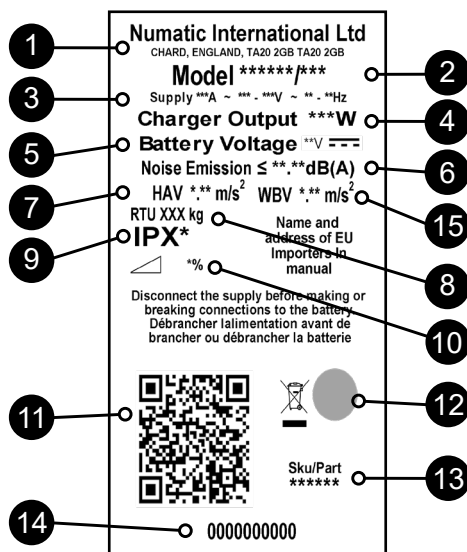 Numatic International Ltd
1
CHARD, ENGLAND, TA20 2GB TA20 2GB
Model ******/***
2
3
Supply ***A ~ *** - ***V ~ ** - **Hz
Charger Output ***W
4
5
Battery Voltage **V
Noise Emission ≤ **.**dB(A)
6
7
HAV *.** m/s² WBV *.** m/s²
15
RTU XXX kg
8
9
IPX*
Name and
address of EU
Importers In
manual
*%
10
Disconnect the supply before making or
breaking connections to the battery.
Débrancher lalimentation avant de
brancher ou débrancher la batterie
11
12
Sku/Part
******
13
14
0000000000